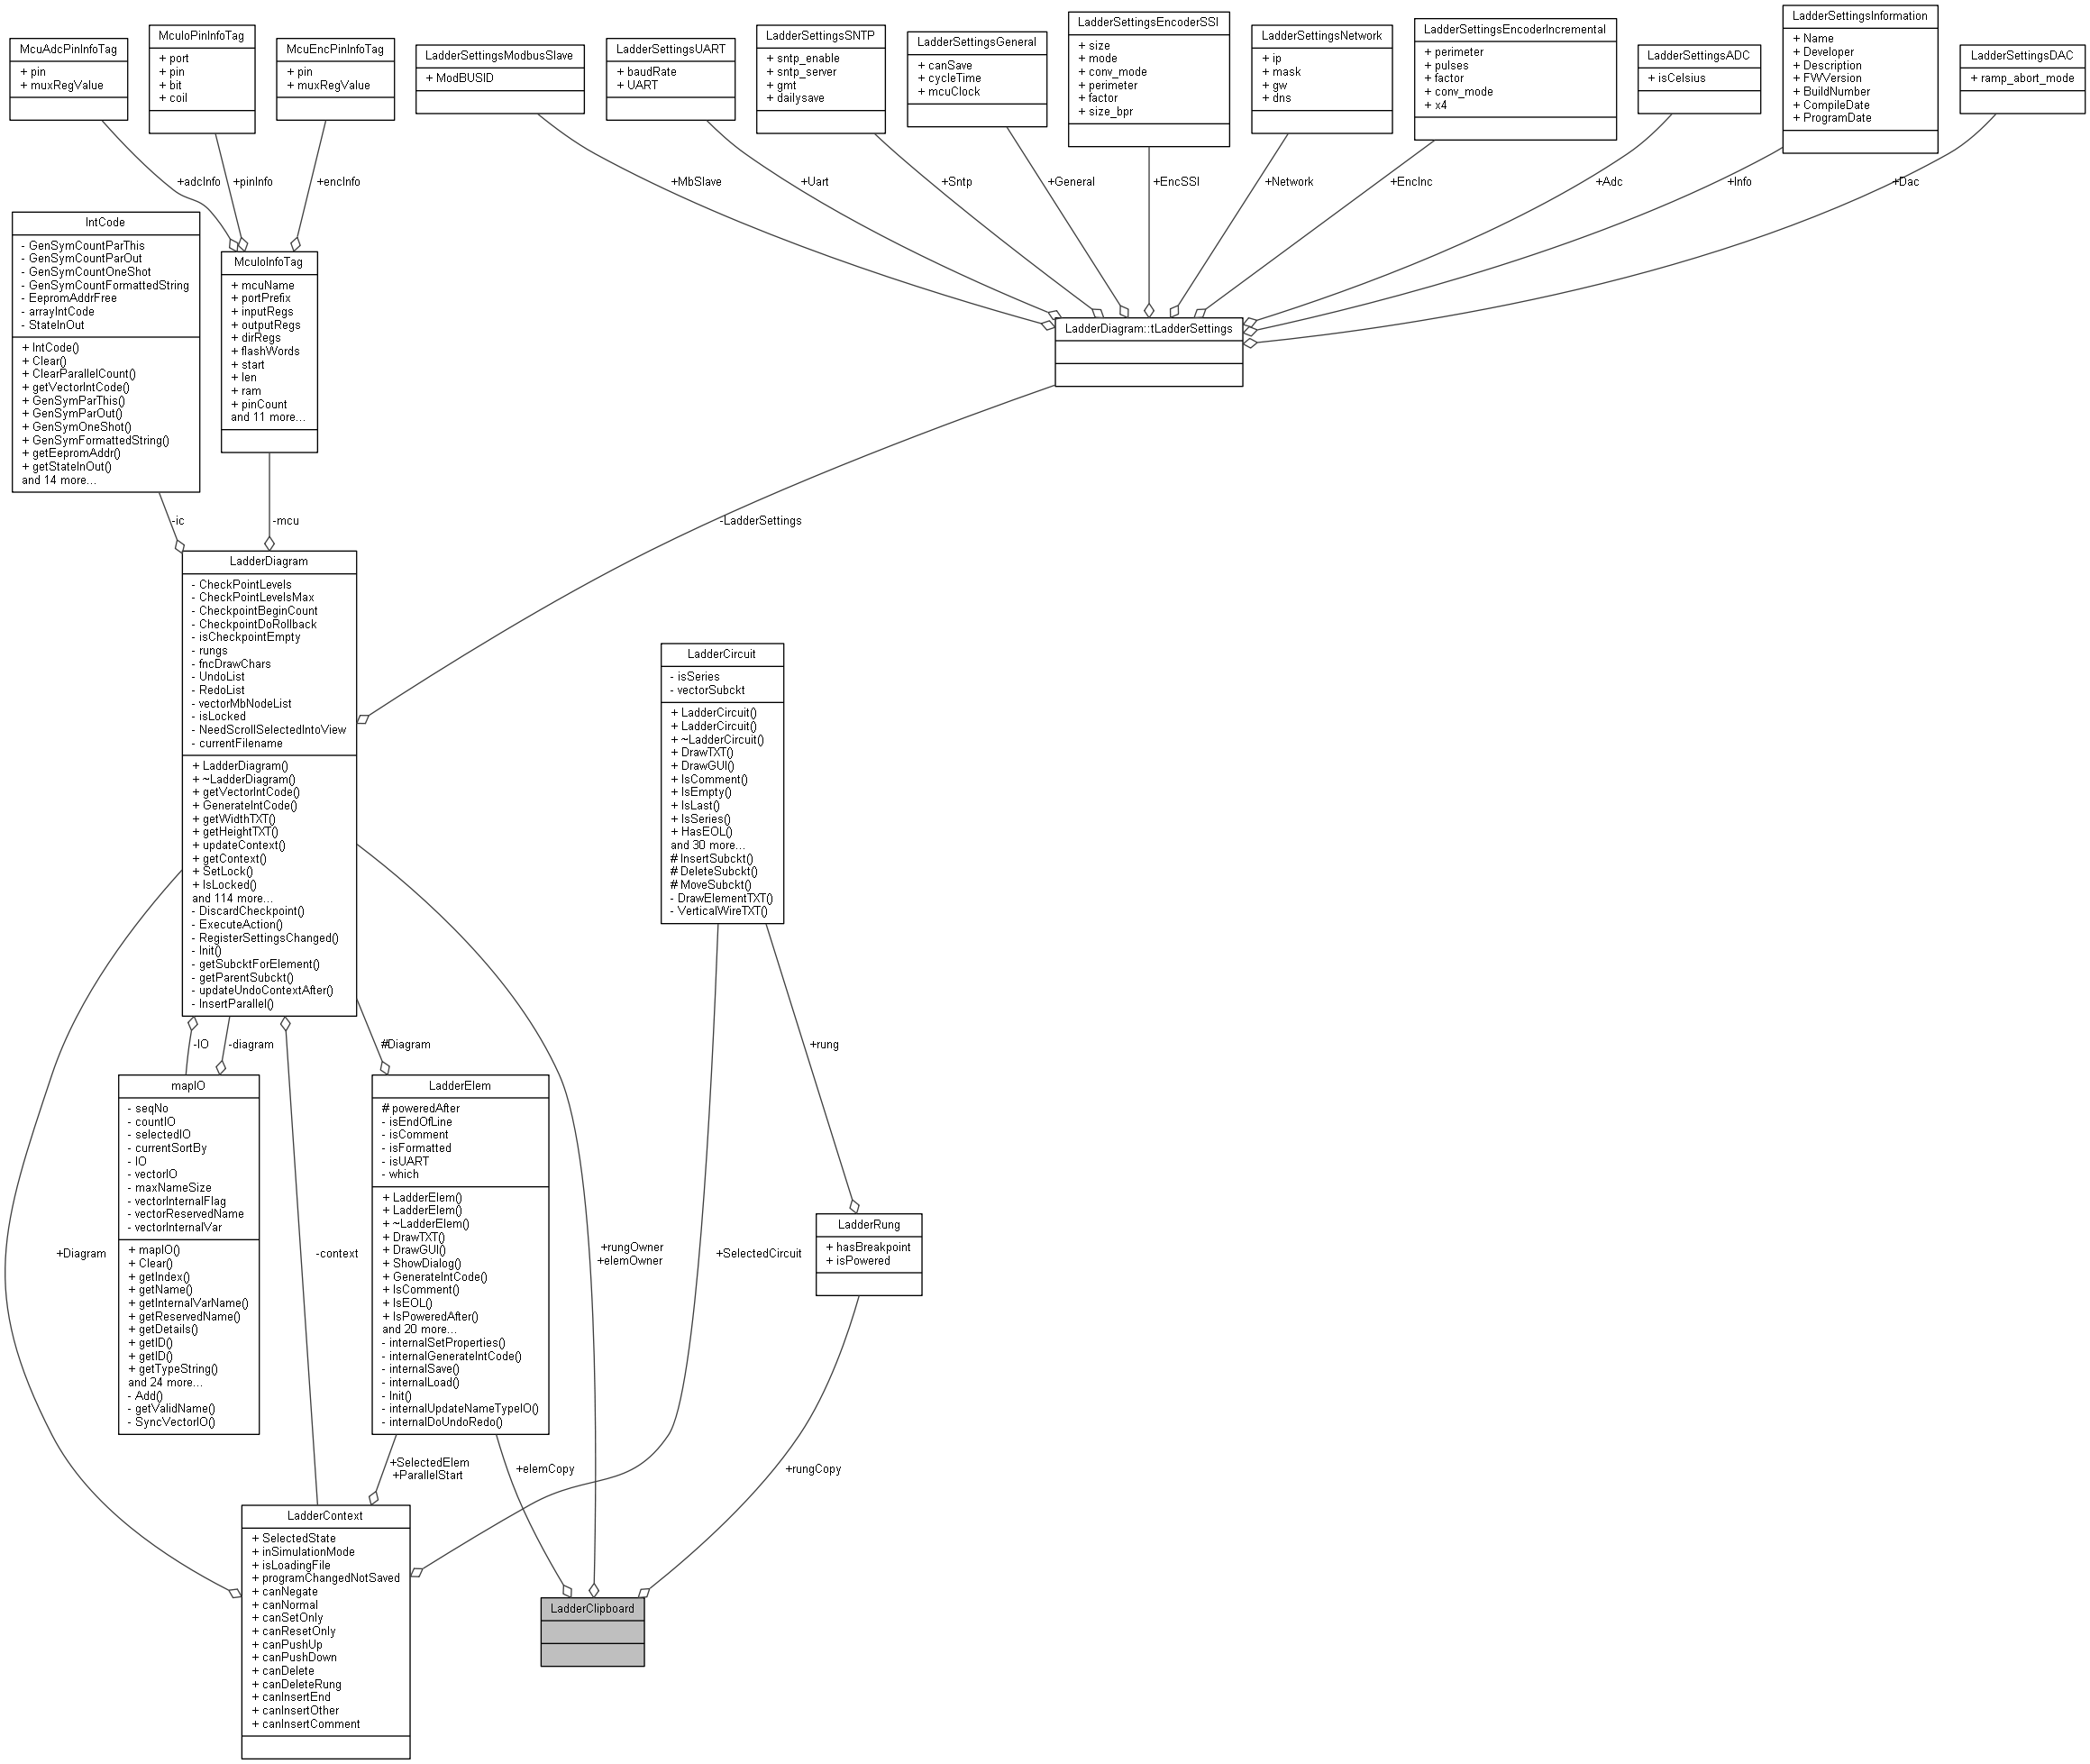 McuAdcPinInfoTag
+ pin
+ muxRegValue
McuIoPinInfoTag
+ port
+ pin
+ bit
+ coil
McuEncPinInfoTag
+ pin
+ muxRegValue
LadderSettingsModbusSlave
+ ModBUSID
LadderSettingsUART
+ baudRate
+ UART
LadderSettingsSNTP
+ sntp_enable
+ sntp_server
+ gmt
+ dailysave
LadderSettingsGeneral
+ canSave
+ cycleTime
+ mcuClock
LadderSettingsEncoderSSI
+ size
+ mode
+ conv_mode
+ perimeter
+ factor
+ size_bpr
LadderSettingsNetwork
+ ip
+ mask
+ gw
+ dns
LadderSettingsEncoderIncremental
+ perimeter
+ pulses
+ factor
+ conv_mode
+ x4
LadderSettingsADC
+ isCelsius
LadderSettingsInformation
+ Name
+ Developer
+ Description
+ FWVersion
+ BuildNumber
+ CompileDate
+ ProgramDate
LadderSettingsDAC
+ ramp_abort_mode
+adcInfo
+pinInfo
+encInfo
+MbSlave
+Uart
+Sntp
+General
+EncSSI
+Network
+EncInc
+Adc
+Info
+Dac
IntCode
- GenSymCountParThis
- GenSymCountParOut
- GenSymCountOneShot
- GenSymCountFormattedString
- EepromAddrFree
- arrayIntCode
- StateInOut
+ IntCode()
+ Clear()
+ ClearParallelCount()
+ getVectorIntCode()
+ GenSymParThis()
+ GenSymParOut()
+ GenSymOneShot()
+ GenSymFormattedString()
+ getEepromAddr()
+ getStateInOut()
and 14 more...
McuIoInfoTag
+ mcuName
+ portPrefix
+ inputRegs
+ outputRegs
+ dirRegs
+ flashWords
+ start
+ len
+ ram
+ pinCount
and 11 more...
LadderDiagram::tLadderSettings
-ic
-mcu
-LadderSettings
LadderDiagram
- CheckPointLevels
- CheckPointLevelsMax
- CheckpointBeginCount
- CheckpointDoRollback
- isCheckpointEmpty
- rungs
- fncDrawChars
- UndoList
- RedoList
- vectorMbNodeList
- isLocked
- NeedScrollSelectedIntoView
- currentFilename
+ LadderDiagram()
+ ~LadderDiagram()
+ getVectorIntCode()
+ GenerateIntCode()
+ getWidthTXT()
+ getHeightTXT()
+ updateContext()
+ getContext()
+ SetLock()
+ IsLocked()
and 114 more...
- DiscardCheckpoint()
- ExecuteAction()
- RegisterSettingsChanged()
- Init()
- getSubcktForElement()
- getParentSubckt()
- updateUndoContextAfter()
- InsertParallel()
LadderCircuit
- isSeries
- vectorSubckt
+ LadderCircuit()
+ LadderCircuit()
+ ~LadderCircuit()
+ DrawTXT()
+ DrawGUI()
+ IsComment()
+ IsEmpty()
+ IsLast()
+ IsSeries()
+ HasEOL()
and 30 more...
# InsertSubckt()
# DeleteSubckt()
# MoveSubckt()
- DrawElementTXT()
- VerticalWireTXT()
-IO
-diagram
#Diagram
+rung
mapIO
- seqNo
- countIO
- selectedIO
- currentSortBy
- IO
- vectorIO
- maxNameSize
- vectorInternalFlag
- vectorReservedName
- vectorInternalVar
+ mapIO()
+ Clear()
+ getIndex()
+ getName()
+ getInternalVarName()
+ getReservedName()
+ getDetails()
+ getID()
+ getID()
+ getTypeString()
and 24 more...
- Add()
- getValidName()
- SyncVectorIO()
LadderElem
# poweredAfter
- isEndOfLine
- isComment
- isFormatted
- isUART
- which
+ LadderElem()
+ LadderElem()
+ ~LadderElem()
+ DrawTXT()
+ DrawGUI()
+ ShowDialog()
+ GenerateIntCode()
+ IsComment()
+ IsEOL()
+ IsPoweredAfter()
and 20 more...
- internalSetProperties()
- internalGenerateIntCode()
- internalSave()
- internalLoad()
- Init()
- internalUpdateNameTypeIO()
- internalDoUndoRedo()
LadderRung
+ hasBreakpoint
+ isPowered
+Diagram
-context
+rungOwner
+elemOwner
+SelectedCircuit
+SelectedElem
+ParallelStart
+elemCopy
+rungCopy
LadderContext
+ SelectedState
+ inSimulationMode
+ isLoadingFile
+ programChangedNotSaved
+ canNegate
+ canNormal
+ canSetOnly
+ canResetOnly
+ canPushUp
+ canPushDown
+ canDelete
+ canDeleteRung
+ canInsertEnd
+ canInsertOther
+ canInsertComment
LadderClipboard